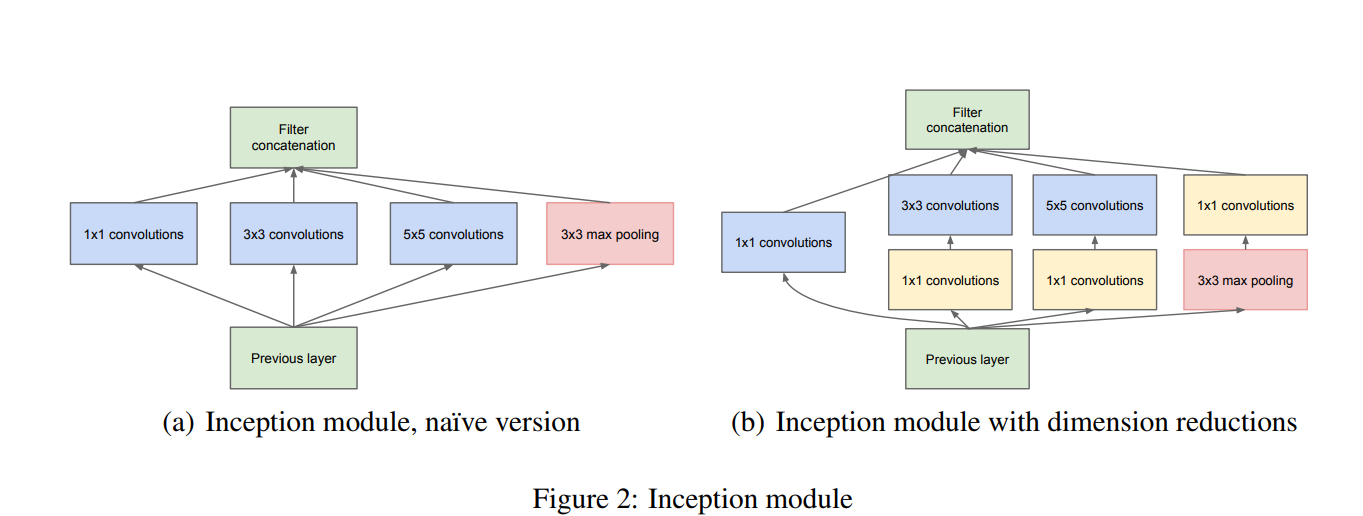 Filter
concatenation
1x1 convolutions
3x3 convolutions
5x5 convolutions
3x3 max pooling
Previous layer
(a) Inception module, naïve version
Filter
concatenation
3x3 convolutions
5x5 convolutions
1x1 convolutions
1x1 convolutions
1x1 convolutions
1x1 convolutions
3x3 max pooling
Previous layer
(b) Inception module with dimension reductions
Figure 2: Inception module